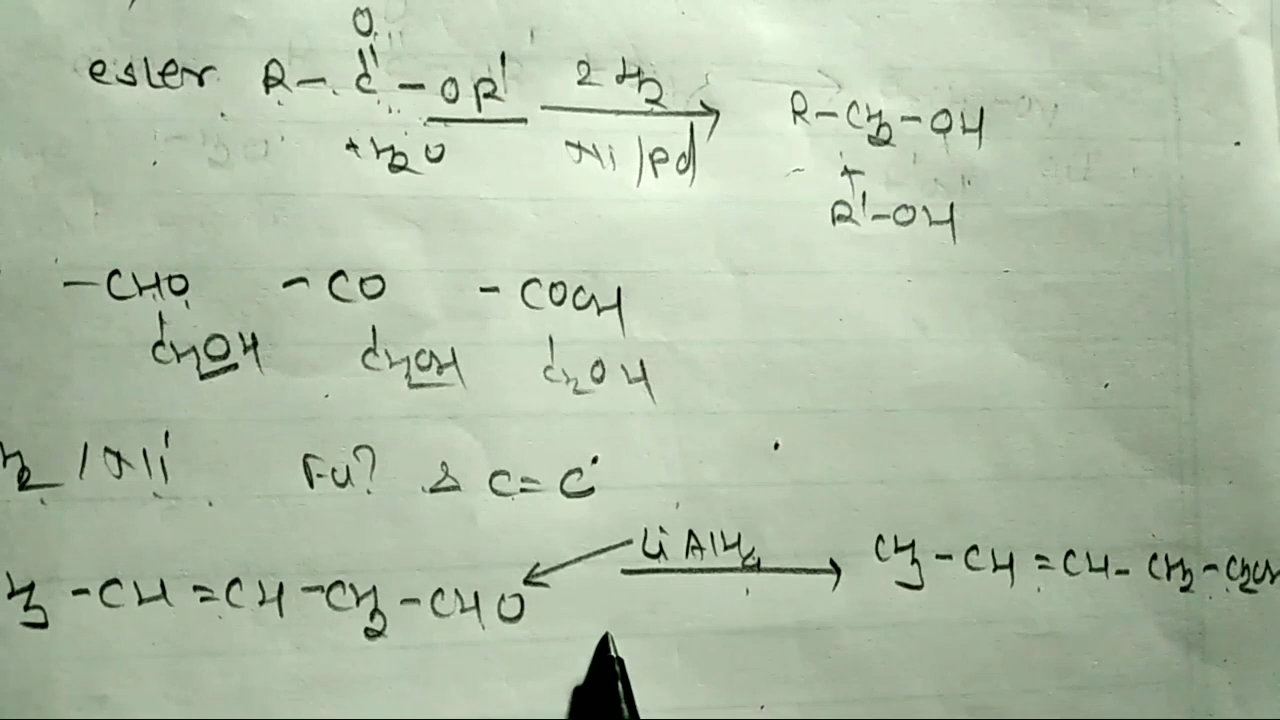 O
ester R-C-OR' 2H2 R-CH2-OH
+H2O Ni/Pd +
R'-OH
-CHO -CO -COOH
CH2OH CH2OH CH2OH
H2/Ni & C=C
LiAlH4
CH3-CH=CH-CH2-CHO CH3-CH=CH-CH2-CH2OH